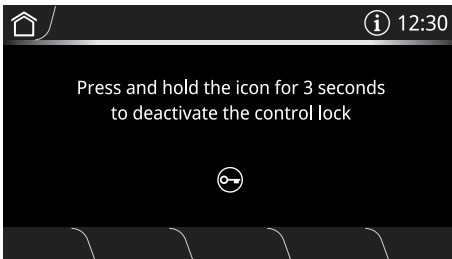 12:30
Press and hold the icon for 3 seconds
to deactivate the control lock